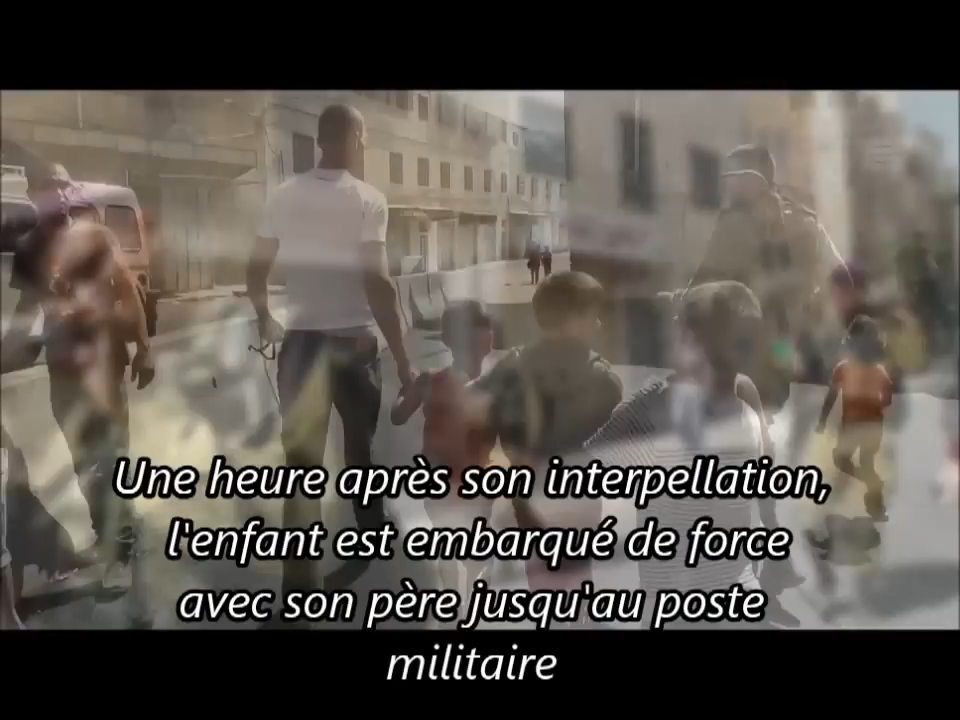 Une heure après son interpellation,
l'enfant est embarqué de force
avec son père jusqu'au poste
militaire